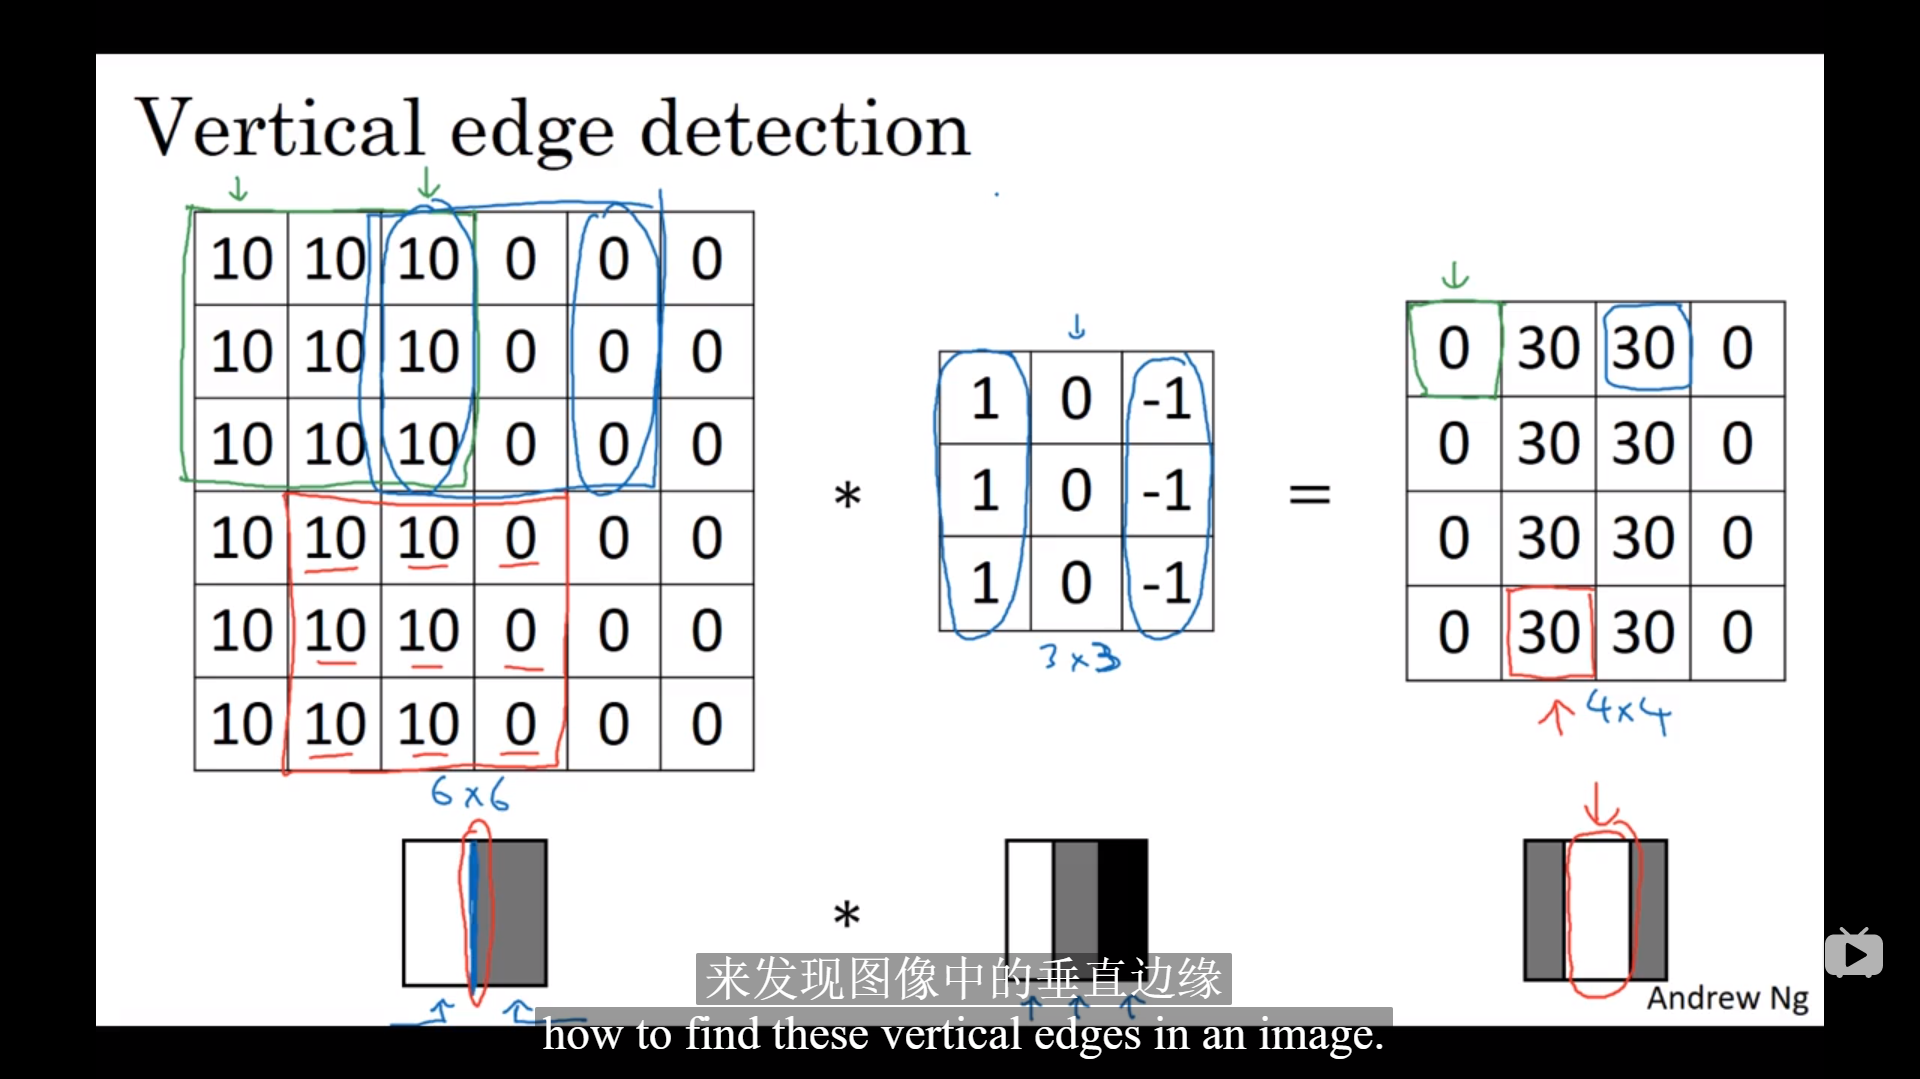 Vertical edge detection
10 10 10 0 0 0
10 10 10 0 0 0
10 10 10 0 0 0
10 10 10 0 0 0
10 10 10 0 0 0
10 10 10 0 0 0
6 x 6
*
1 0 -1
1 0 -1
1 0 -1
3 x 3
=
0 30 30 0
0 30 30 0
0 30 30 0
0 30 30 0
4x4
*
Andrew Ng
来发现图像中的垂直边缘
how to find these vertical edges in an image.